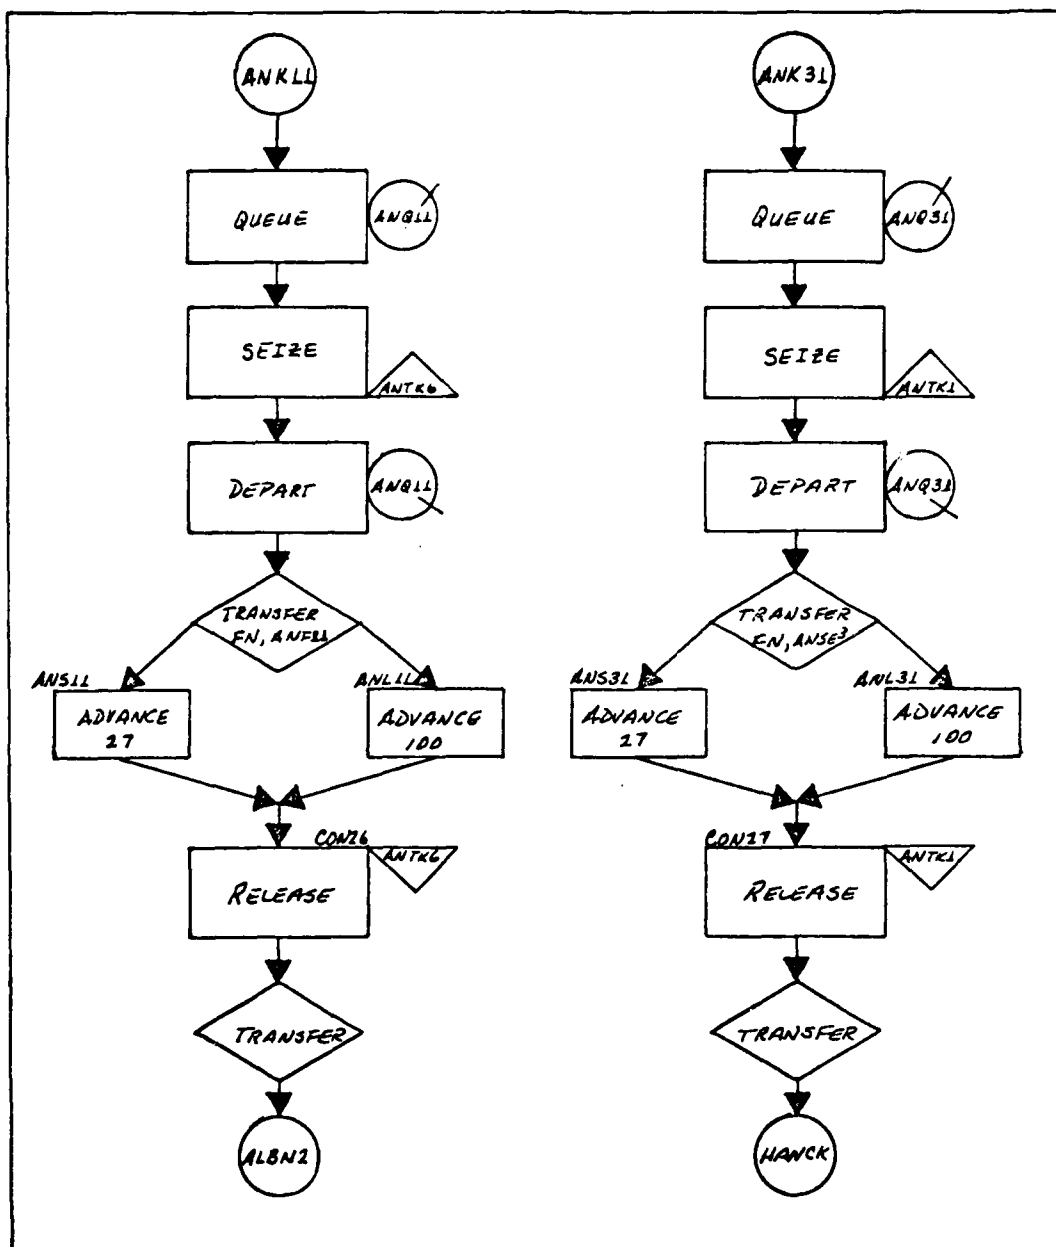 ANK11
QUEUE
ANQ11
SEIZE
ANTK6
DEPART
ANQ11
TRANSFER
FN, ANF11
ANS11
ADVANCE
27
ANL11
ADVANCE
100
CON26
ANTK6
RELEASE
TRANSFER
ALBN2
ANK31
QUEUE
ANQ31
SEIZE
ANTK1
DEPART
ANQ31
TRANSFER
FN, ANSE3
ANS31
ADVANCE
27
ANL31
ADVANCE
100
CON27
ANTK1
RELEASE
TRANSFER
HANCK